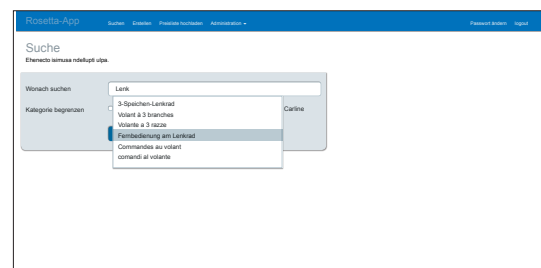 Rosetta-App Suchen Erstellen Preisliste hochladen Administration Passwort ändern logout
Suche
Ehenecto isimusa ndellupti ulpa.
Wonach suchen Lenk
Kategorie begrenzen Carline
3-Speichen-Lenkrad
Volant à 3 branches
Volante a 3 razze
Fernbedienung am Lenkrad
Commandes au volant
comandi al volante